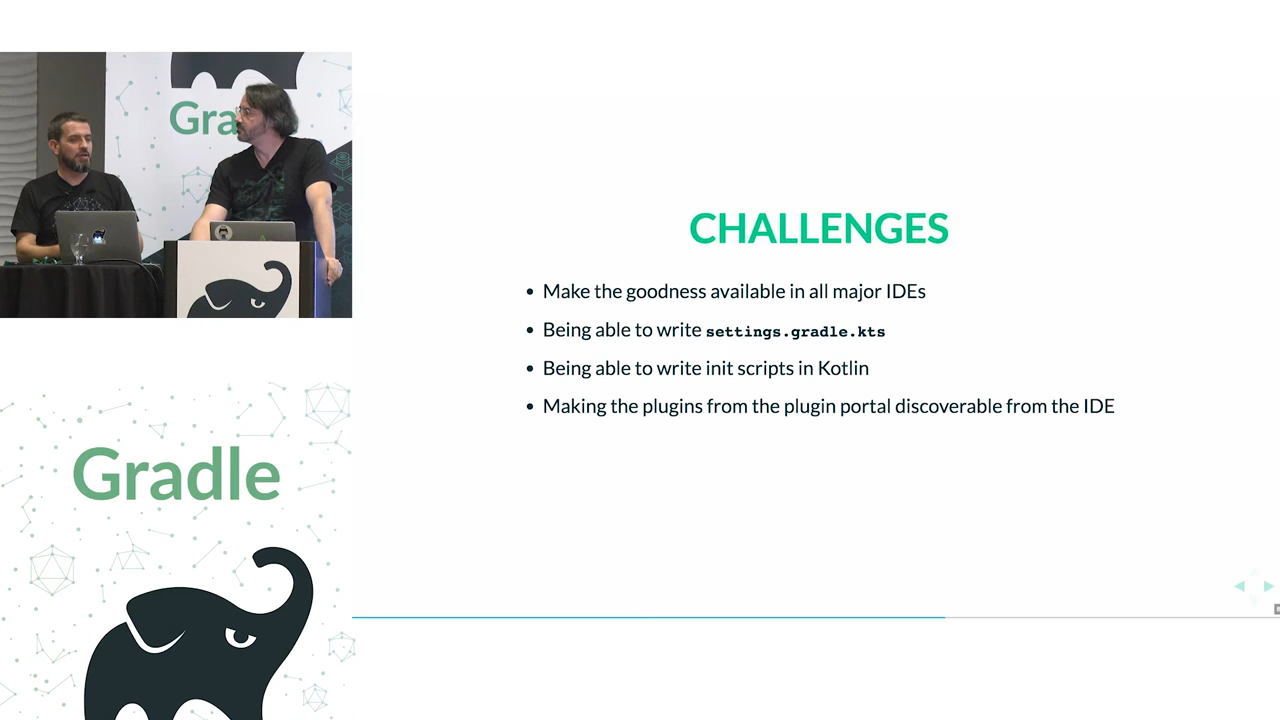 Gra
CHALLENGES
Make the goodness available in all major IDEs
Being able to write settings.gradle.kts
Being able to write init scripts in Kotlin
Making the plugins from the plugin portal discoverable from the IDE
Gradle